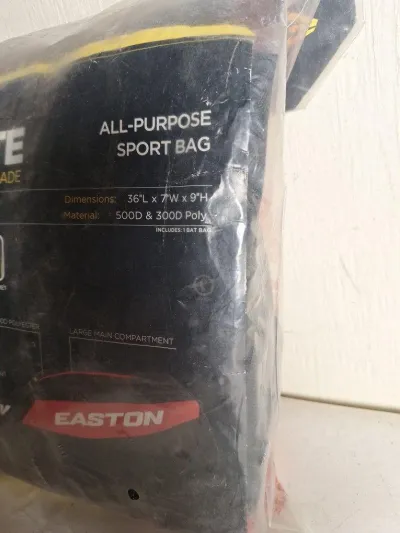 TE
ADE
ALL-PURPOSE
SPORT BAG
Dimensions: 36"L x 7"W x 9"H
Material: 500D & 300D Poly
INCLUDES: 1 BAT BAG
LARGE MAIN COMPARTMENT
EASTON